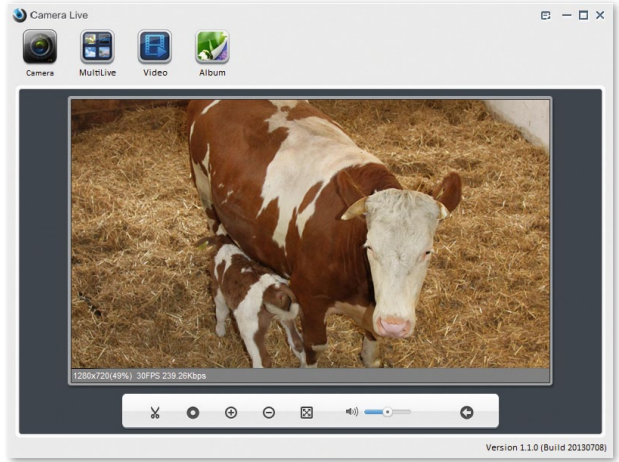 Camera Live
Camera MultiLive Video Album
1280x720(49%) 30FPS 239.26Kbps
Version 1.1.0 (Build 20130708)